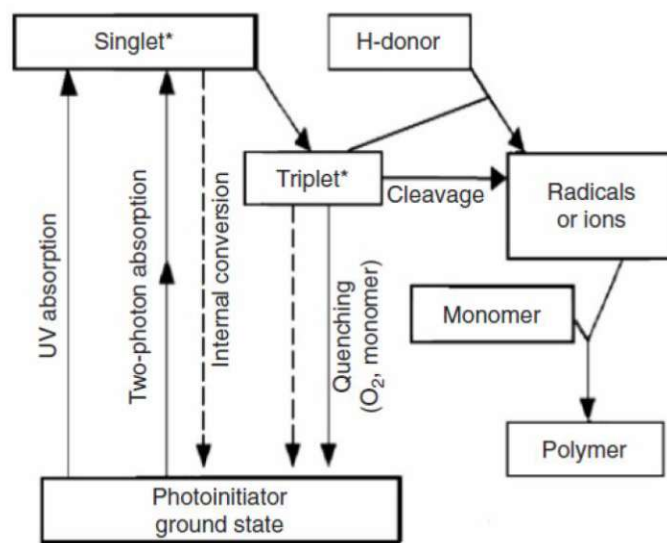 Singlet*
H-donor
Triplet*
Cleavage
Radicals
or ions
UV absorption
Two-photon absorption
Internal conversion
Quenching
(O₂, monomer)
Monomer
Polymer
Photoinitiator
ground state